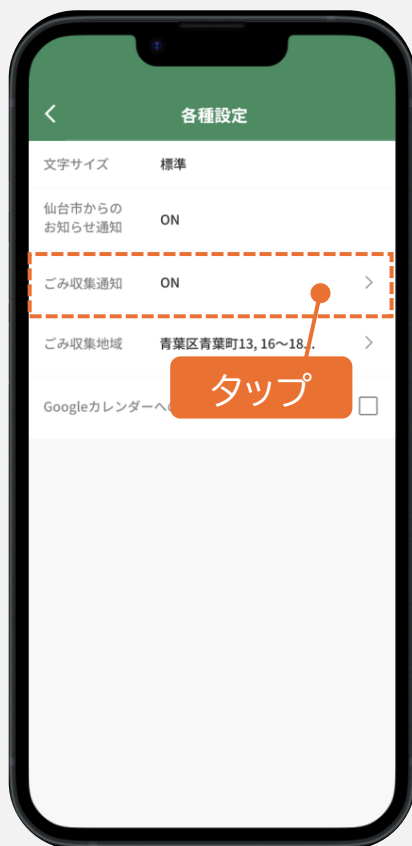 各種設定
文字サイズ 標準
仙台市からの
お知らせ通知 ON
ごみ収集通知 ON
ごみ収集地域 青葉区青葉町13, 16〜18...
タップ
Googleカレンダーへ